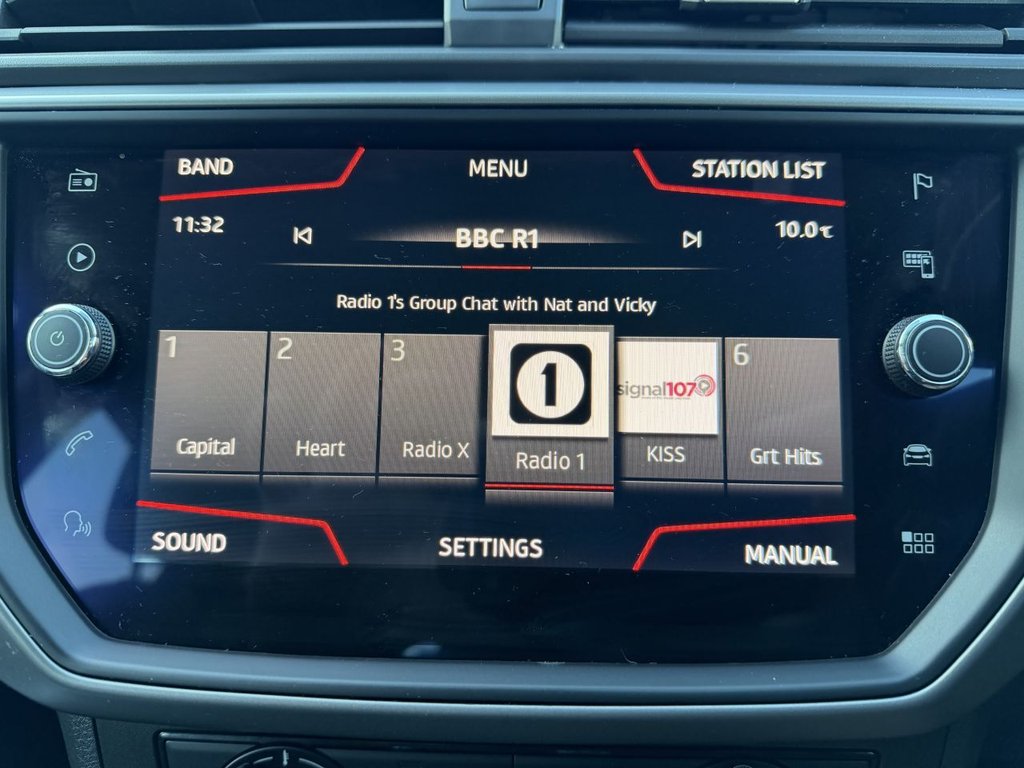 BAND MENU STATION LIST
11:32 BBC R1 10.0℃
Radio 1's Group Chat with Nat and Vicky
1 2 3 1 signal107 6
Capital Heart Radio X Radio 1 KISS Grt Hits
SOUND SETTINGS MANUAL